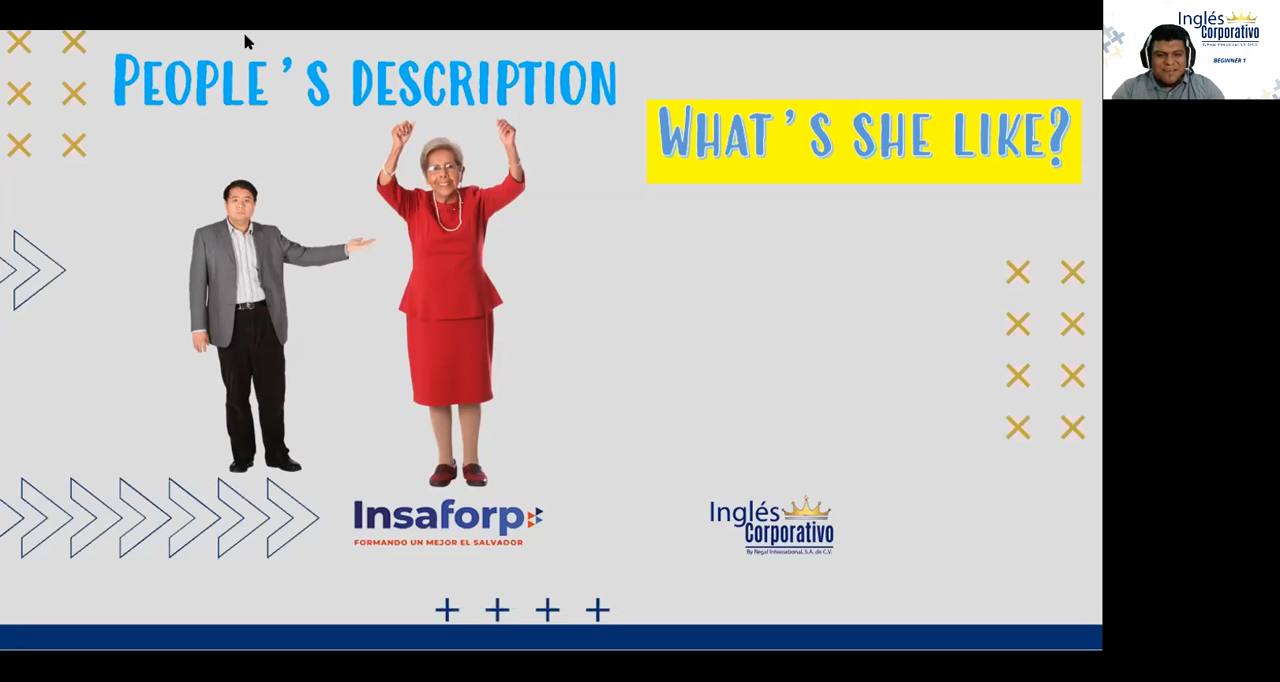 PEOPLE'S DESCRIPTION
WHAT'S SHE LIKE?
Insaforp
FORMANDO UN MEJOR EL SALVADOR
Inglés
Corporativo
By Regal International, S.A. de C.V.
Inglés
Corporativo
BEGINNER 1